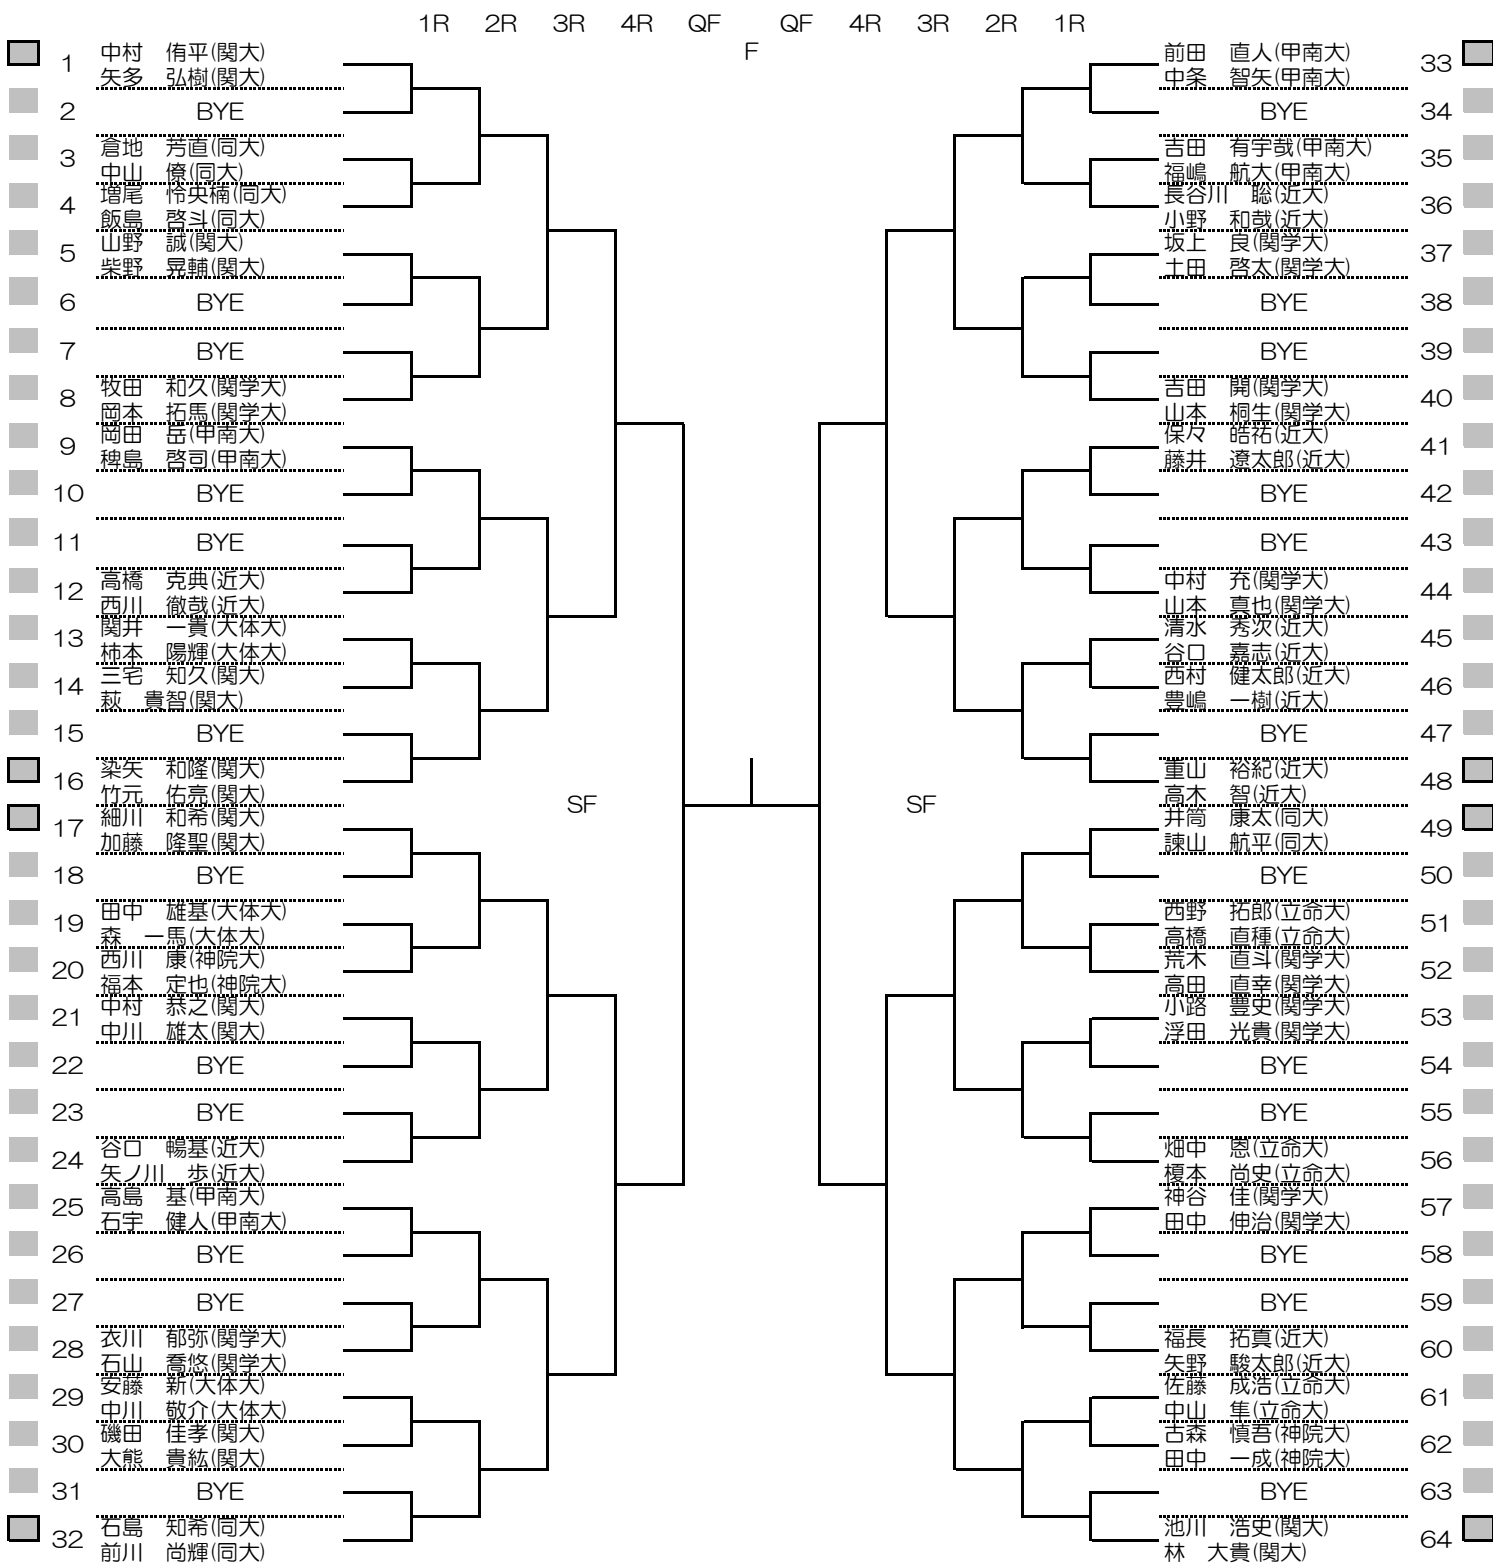 1R 2R 3R 4R QF QF 4R 3R 2R 1R
F
1 中村 侑平(関大)
矢多 弘樹(関大)
2 BYE
3 倉地 芳直(同大)
中山 僚(同大)
4 増尾 怜央楠(同大)
飯島 啓斗(同大)
5 山野 誠(関大)
柴野 晃輔(関大)
6 BYE
7 BYE
8 牧田 和久(関学大)
岡本 拓馬(関学大)
9 岡田 岳(甲南大)
稗島 啓司(甲南大)
10 BYE
11 BYE
12 高橋 克典(近大)
西川 徹哉(近大)
13 関井 一貴(大体大)
柿本 陽輝(大体大)
14 三宅 知久(関大)
萩 貴智(関大)
15 BYE
16 染矢 和隆(関大)
竹元 佑亮(関大)
SF
17 細川 和希(関大)
加藤 隆聖(関大)
18 BYE
19 田中 雄基(大体大)
森 一馬(大体大)
20 西川 康(神院大)
福本 定也(神院大)
21 中村 恭之(関大)
中川 雄太(関大)
22 BYE
23 BYE
24 谷口 暢基(近大)
矢ノ川 歩(近大)
25 高島 基(甲南大)
石宇 健人(甲南大)
26 BYE
27 BYE
28 衣川 郁弥(関学大)
石山 喬悠(関学大)
29 安藤 新(大体大)
中川 敬介(大体大)
30 磯田 佳孝(関大)
大熊 貴紘(関大)
31 BYE
32 石島 知希(同大)
前川 尚輝(同大)
前田 直人(甲南大) 33
中条 智矢(甲南大)
BYE 34
吉田 有宇哉(甲南大) 35
福嶋 航大(甲南大)
長谷川 聡(近大) 36
小野 和哉(近大)
坂上 良(関学大) 37
土田 啓太(関学大)
BYE 38
BYE 39
吉田 開(関学大) 40
山本 桐生(関学大)
保々 皓祐(近大) 41
藤井 遼太郎(近大)
BYE 42
BYE 43
中村 充(関学大) 44
山本 真也(関学大)
清水 秀次(近大) 45
谷口 嘉志(近大)
西村 健太郎(近大) 46
豊嶋 一樹(近大)
BYE 47
重山 裕紀(近大) 48
高木 智(近大)
SF
井筒 康太(同大) 49
諫山 航平(同大)
BYE 50
西野 拓郎(立命大) 51
高橋 直種(立命大)
荒木 直斗(関学大) 52
高田 直幸(関学大)
小路 豊史(関学大) 53
浮田 光貴(関学大)
BYE 54
BYE 55
畑中 恩(立命大) 56
榎本 尚史(立命大)
神谷 佳(関学大) 57
田中 伸治(関学大)
BYE 58
BYE 59
福長 拓真(近大) 60
矢野 駿太郎(近大)
佐藤 成浩(立命大) 61
中山 隼(立命大)
古森 慎吾(神院大) 62
田中 一成(神院大)
BYE 63
池川 浩史(関大) 64
林 大貴(関大)